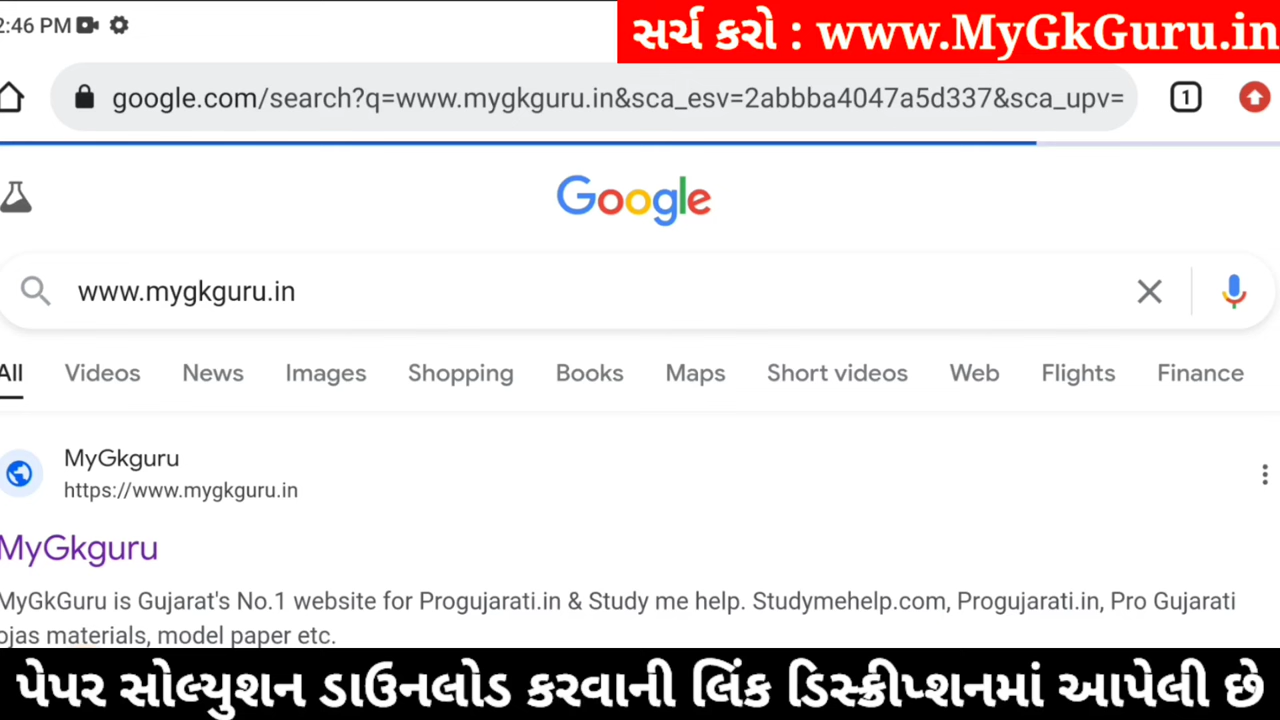 2:46 PM
સર્ચ કરો : www.MyGkGuru.in
google.com/search?q=www.mygkguru.in&sca_esv=2abbba4047a5d337&sca_upv=
1
Google
www.mygkguru.in
All Videos News Images Shopping Books Maps Short videos Web Flights Finance
MyGkguru
https://www.mygkguru.in
MyGkguru
MyGkGuru is Gujarat's No.1 website for Progujarati.in & Study me help. Studymehelp.com, Progujarati.in, Pro Gujarati
ojas materials, model paper etc.
પેપર સોલ્યુશન ડાઉનલોડ કરવાની લિંક ડિસ્ક્રીપ્શનમાં આપેલી છે